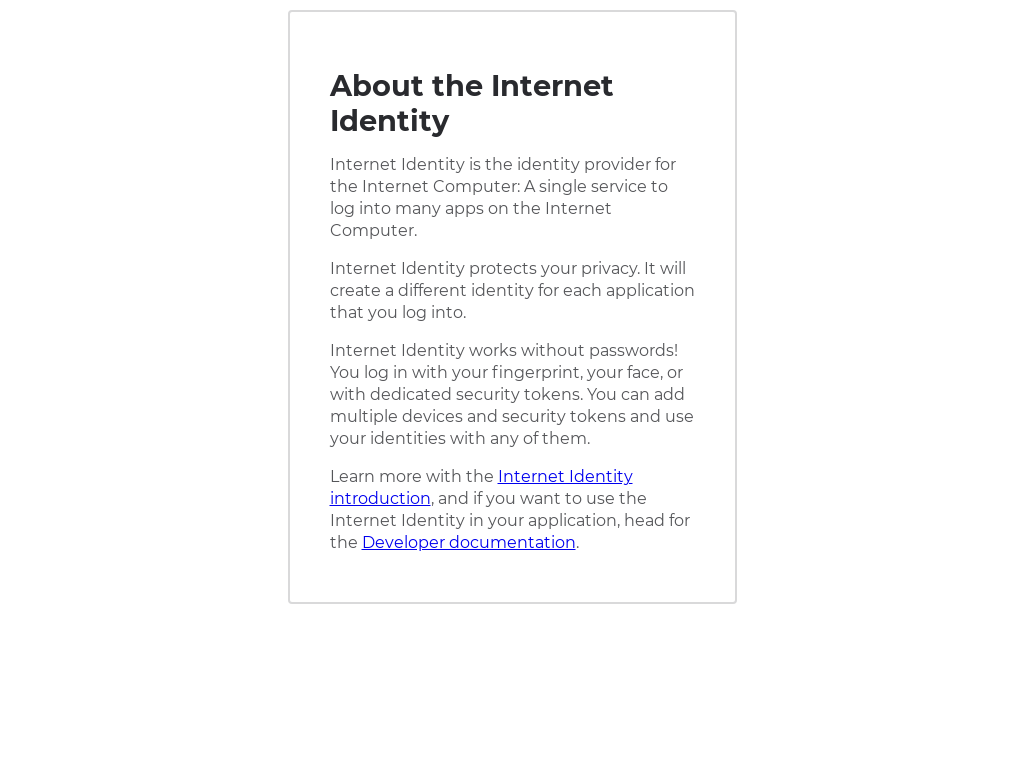 About the Internet
Identity
Internet Identity is the identity provider for
the Internet Computer: A single service to
log into many apps on the Internet
Computer.
Internet Identity protects your privacy. It will
create a different identity for each application
that you log into.
Internet Identity works without passwords!
You log in with your fingerprint, your face, or
with dedicated security tokens. You can add
multiple devices and security tokens and use
your identities with any of them.
Learn more with the Internet Identity
introduction, and if you want to use the
Internet Identity in your application, head for
the Developer documentation.